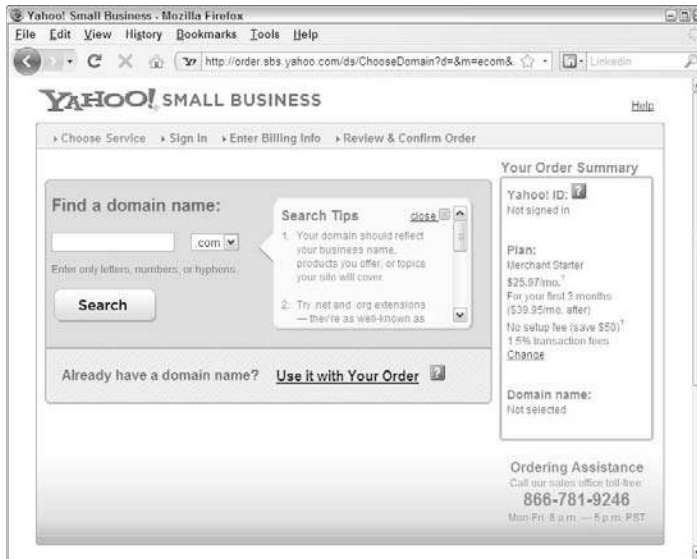 Yahoo! Small Business - Mozilla Firefox
File Edit View History Bookmarks Tools Help
http://order.sbs.yahoo.com/ds/ChooseDomain?d=&m=ecom&
LinkedIn
YAHOO! SMALL BUSINESS
Help
Choose Service Sign In Enter Billing Info Review & Confirm Order
Find a domain name:
.com
Enter only letters, numbers, or hyphens.
Search
Search Tips close
1. Your domain should reflect
your business name,
products you offer, or topics
your site will cover.
2. Try .net and .org extensions
— they're as well-known as
Already have a domain name? Use it with Your Order ?
Your Order Summary
Yahoo! ID: ?
Not signed in
Plan:
Merchant Starter
$25.97/mo.†
For your first 3 months
($39.95/mo. after)
No setup fee (save $50)†
1.5% transaction fees
Change
Domain name:
Not selected
Ordering Assistance
Call our sales office toll-free
866-781-9246
Mon-Fri, 8 a.m. — 5 p.m. PST